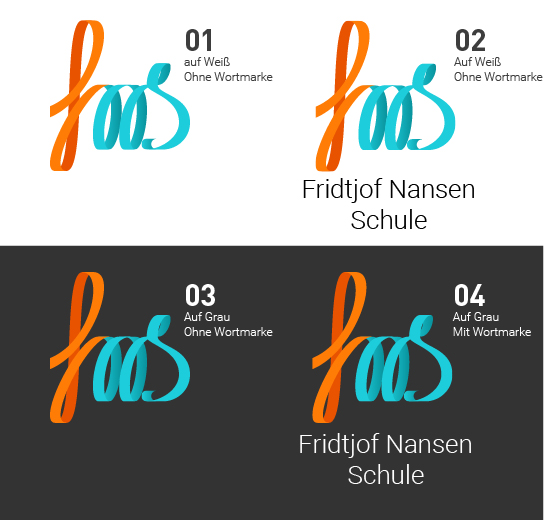 fns
01
auf Weiß
Ohne Wortmarke
fns
02
Auf Weiß
Ohne Wortmarke
Fridtjof Nansen
Schule
fns
03
Auf Grau
Ohne Wortmarke
fns
04
Auf Grau
Mit Wortmarke
Fridtjof Nansen
Schule